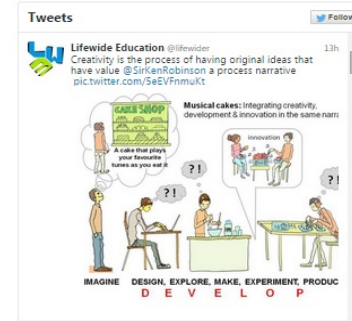 Tweets
Follow
Lifewide Education @lifewider 13h
Creativity is the process of having original ideas that
have value @SirKenRobinson a process narrative
pic.twitter.com/5eEVFnmuKt
CAKE SHOP
Musical cakes: Integrating creativity,
development & innovation in the same narra
A cake that plays
your favourite
tunes as you eat it
innovation
?!
?!
?!
IMAGINE DESIGN, EXPLORE, MAKE, EXPERIMENT, PRODUC
D E V E L O P